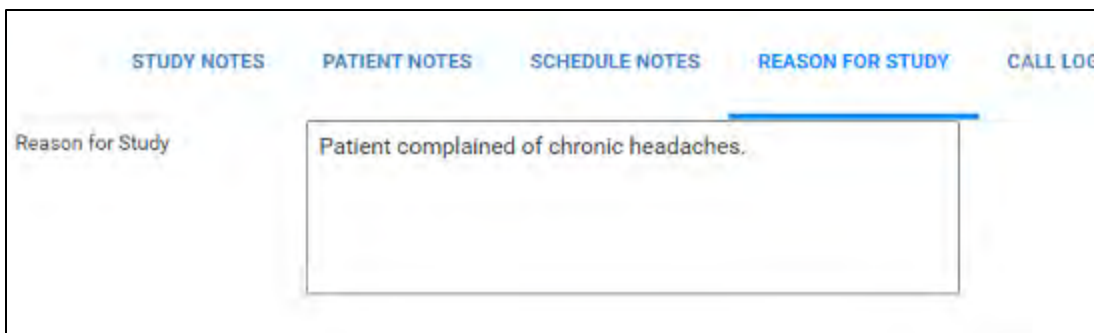 STUDY NOTES PATIENT NOTES SCHEDULE NOTES REASON FOR STUDY CALL LOG
Reason for Study
Patient complained of chronic headaches.